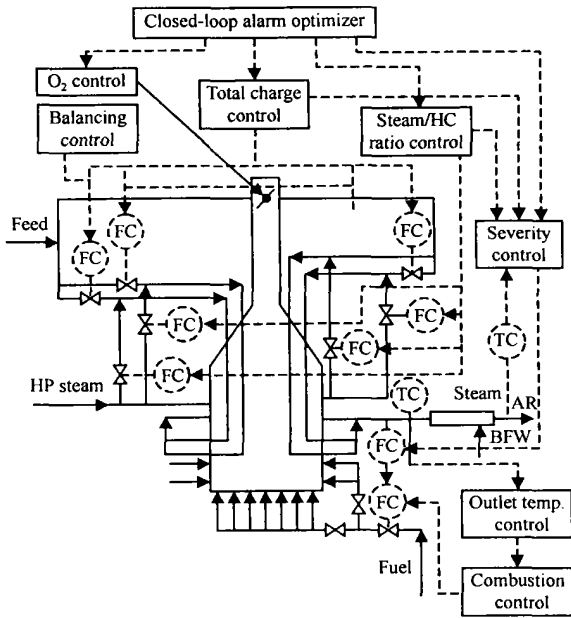 Closed-loop alarm optimizer
O₂ control
Total charge
control
Balancing
control
Steam/HC
ratio control
Feed
FC
FC
FC
Severity
control
FC
FC
TC
FC
FC
HP steam
TC
Steam
AR
BFW
FC
FC
Outlet temp.
control
Fuel
Combustion
control